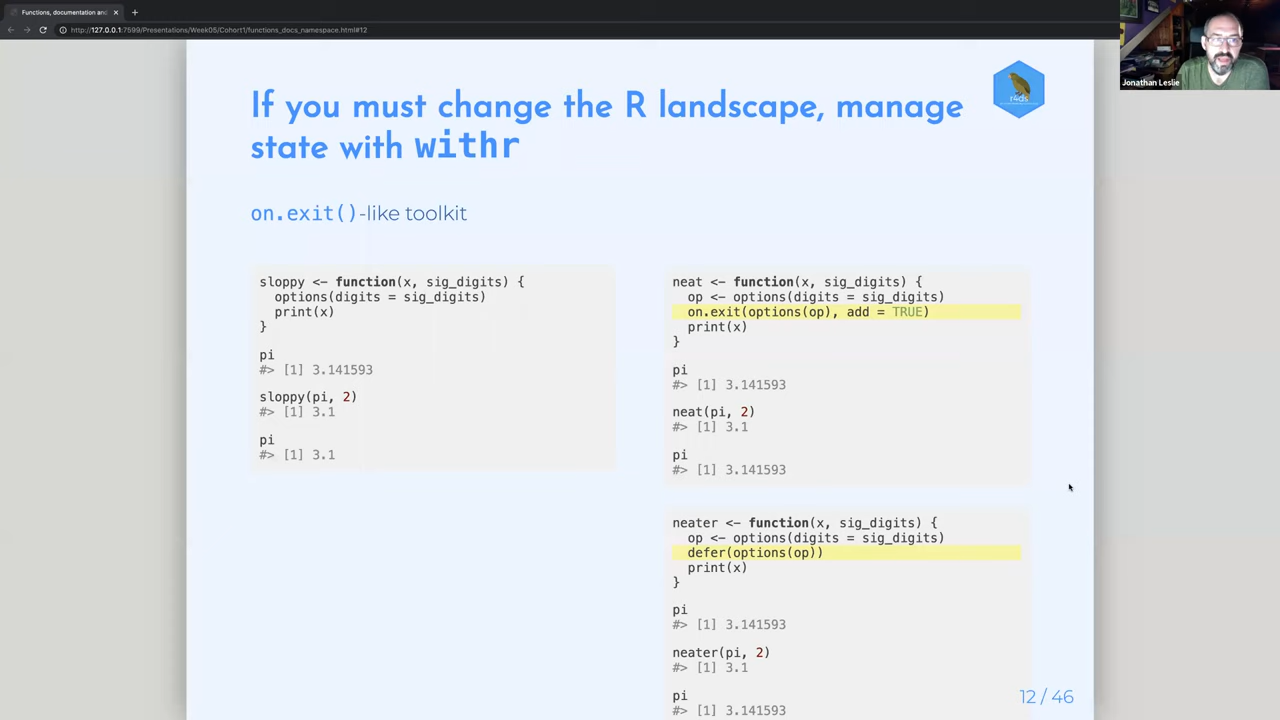 Functions, documentation and
http://127.0.0.1:7599/Presentations/Week05/Cohort1/functions_docs_namespace.html#12
Jonathan Leslie
r4ds
If you must change the R landscape, manage
state with withr
on.exit()-like toolkit
sloppy <- function(x, sig_digits) {
  options(digits = sig_digits)
  print(x)
}
pi
#> [1] 3.141593
sloppy(pi, 2)
#> [1] 3.1
pi
#> [1] 3.1
neat <- function(x, sig_digits) {
  op <- options(digits = sig_digits)
  on.exit(options(op), add = TRUE)
  print(x)
}
pi
#> [1] 3.141593
neat(pi, 2)
#> [1] 3.1
pi
#> [1] 3.141593
neater <- function(x, sig_digits) {
  op <- options(digits = sig_digits)
  defer(options(op))
  print(x)
}
pi
#> [1] 3.141593
neater(pi, 2)
#> [1] 3.1
pi
#> [1] 3.141593
12 / 46